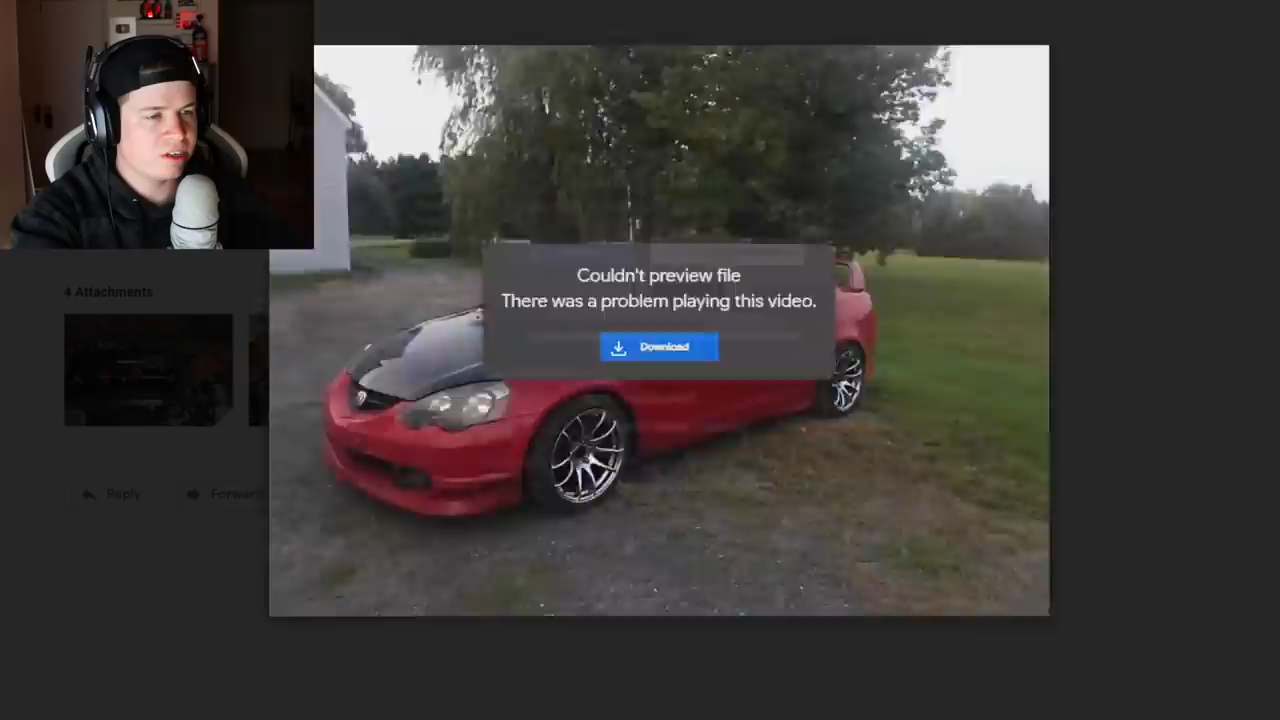 Couldn't preview file
There was a problem playing this video.
Download
4 Attachments
Reply
Forward